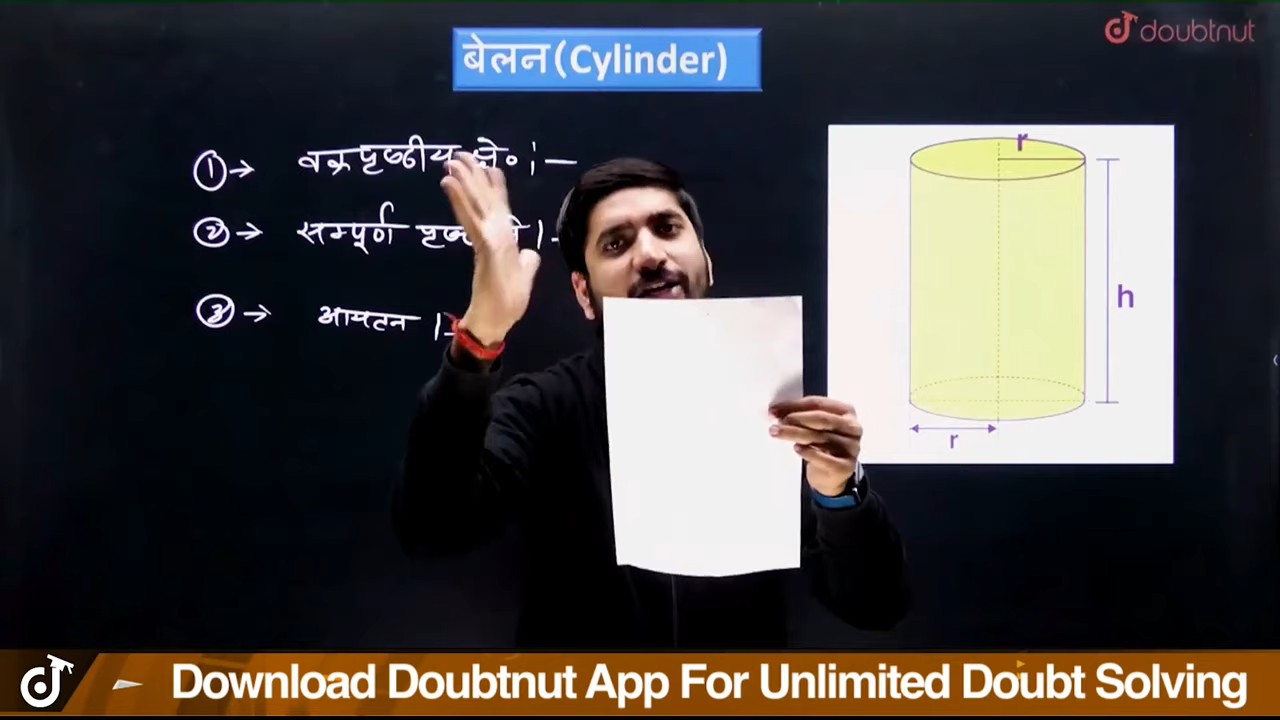 doubtnut
बेलन(Cylinder)
① → वक्रपृष्ठीय क्षे० :—
② → सम्पूर्ण
③ → आयतन :-
r
h
r
Download Doubtnut App For Unlimited Doubt Solving